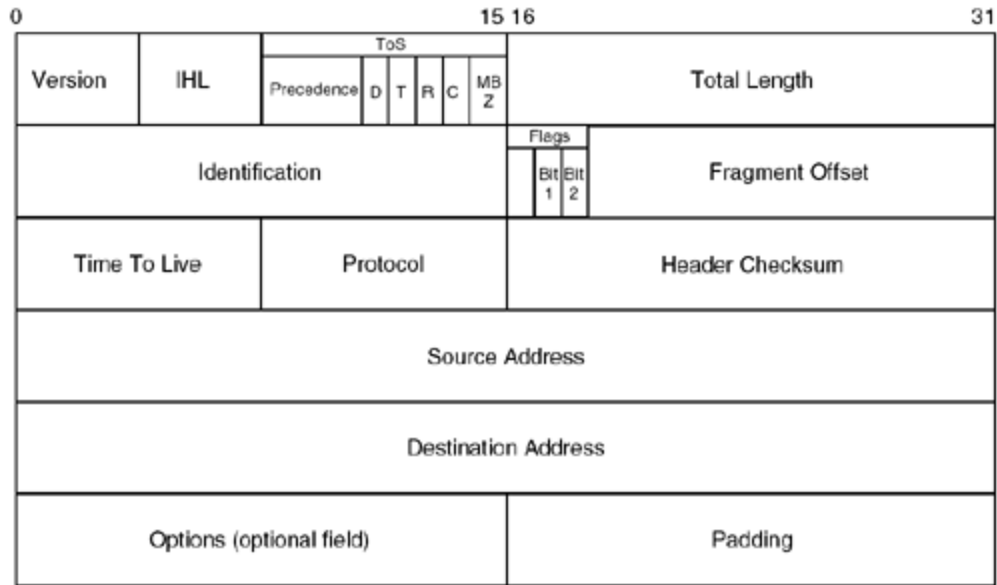 0 15 16 31
ToS
Version IHL Precedence D T R C MB Z Total Length
Flags
Identification Bit 1 Bit 2 Fragment Offset
Time To Live Protocol Header Checksum
Source Address
Destination Address
Options (optional field) Padding